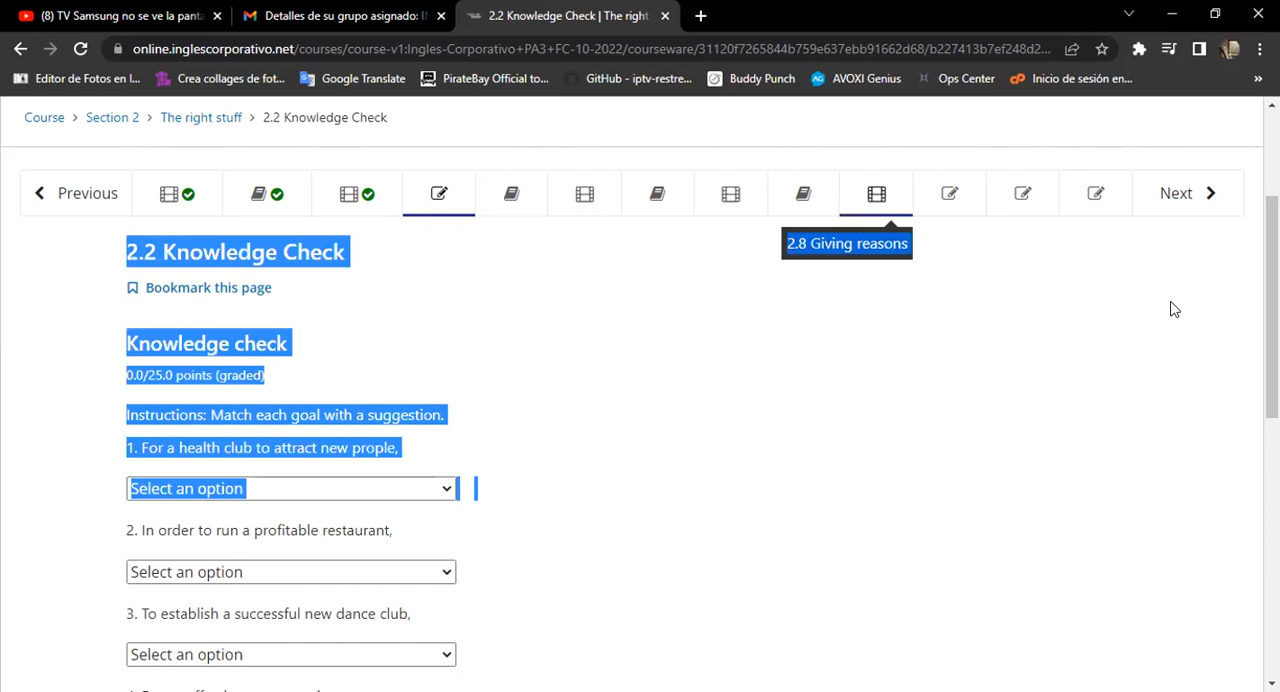 (8) TV Samsung no se ve la panta
Detalles de su grupo asignado: I
2.2 Knowledge Check | The right
online.inglescorporativo.net/courses/course-v1:Ingles-Corporativo+PA3+FC-10-2022/courseware/31120f7265844b759e637ebb91662d68/b227413b7ef248d2...
Editor de Fotos en l...
Crea collages de fot...
Google Translate
PirateBay Official to...
GitHub - iptv-restre...
Buddy Punch
AVOXI Genius
Ops Center
Inicio de sesión en...
»
Course > Section 2 > The right stuff > 2.2 Knowledge Check
Previous
Next
2.8 Giving reasons
2.2 Knowledge Check
Bookmark this page
Knowledge check
0.0/25.0 points (graded)
Instructions: Match each goal with a suggestion.
1. For a health club to attract new prople,
Select an option
2. In order to run a profitable restaurant,
Select an option
3. To establish a successful new dance club,
Select an option